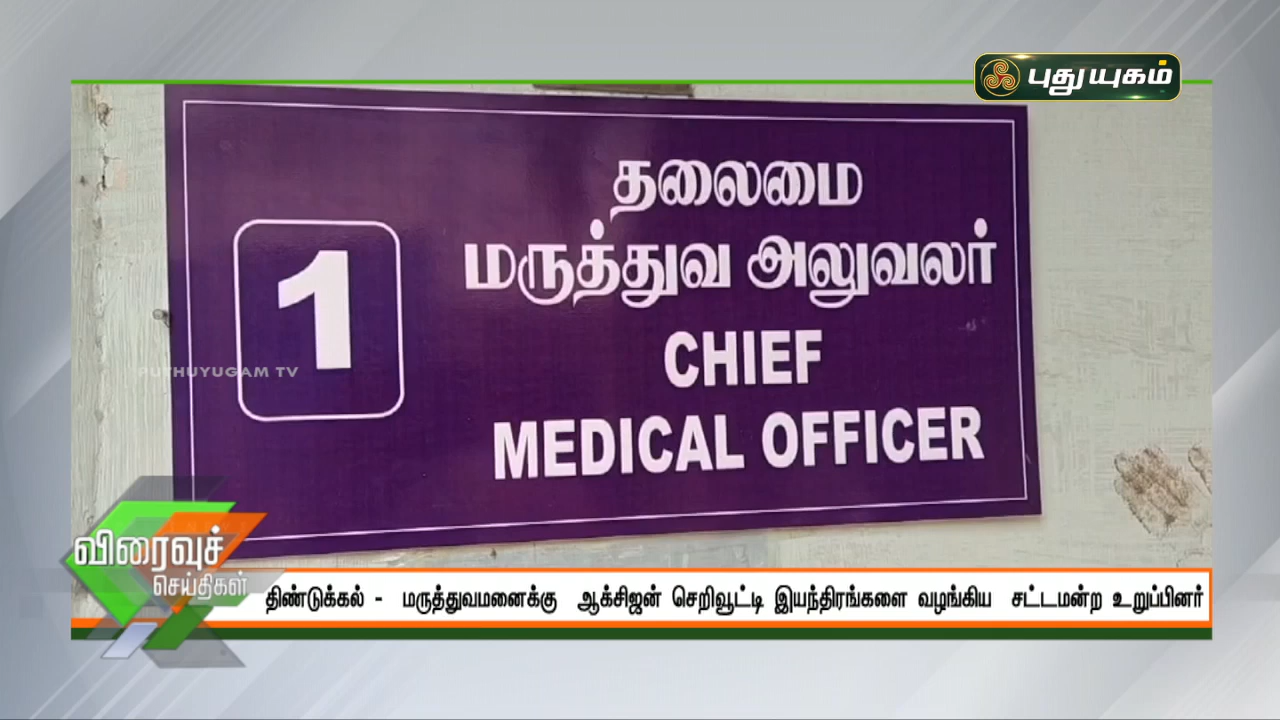 புதுயுகம்
தலைமை
மருத்துவ அலுவலர்
1
CHIEF
MEDICAL OFFICER
PUTHUYUGAM TV
விரைவுச்
செய்திகள்
திண்டுக்கல் - மருத்துவமனைக்கு ஆக்சிஜன் செறிவூட்டி இயந்திரங்களை வழங்கிய சட்டமன்ற உறுப்பினர்